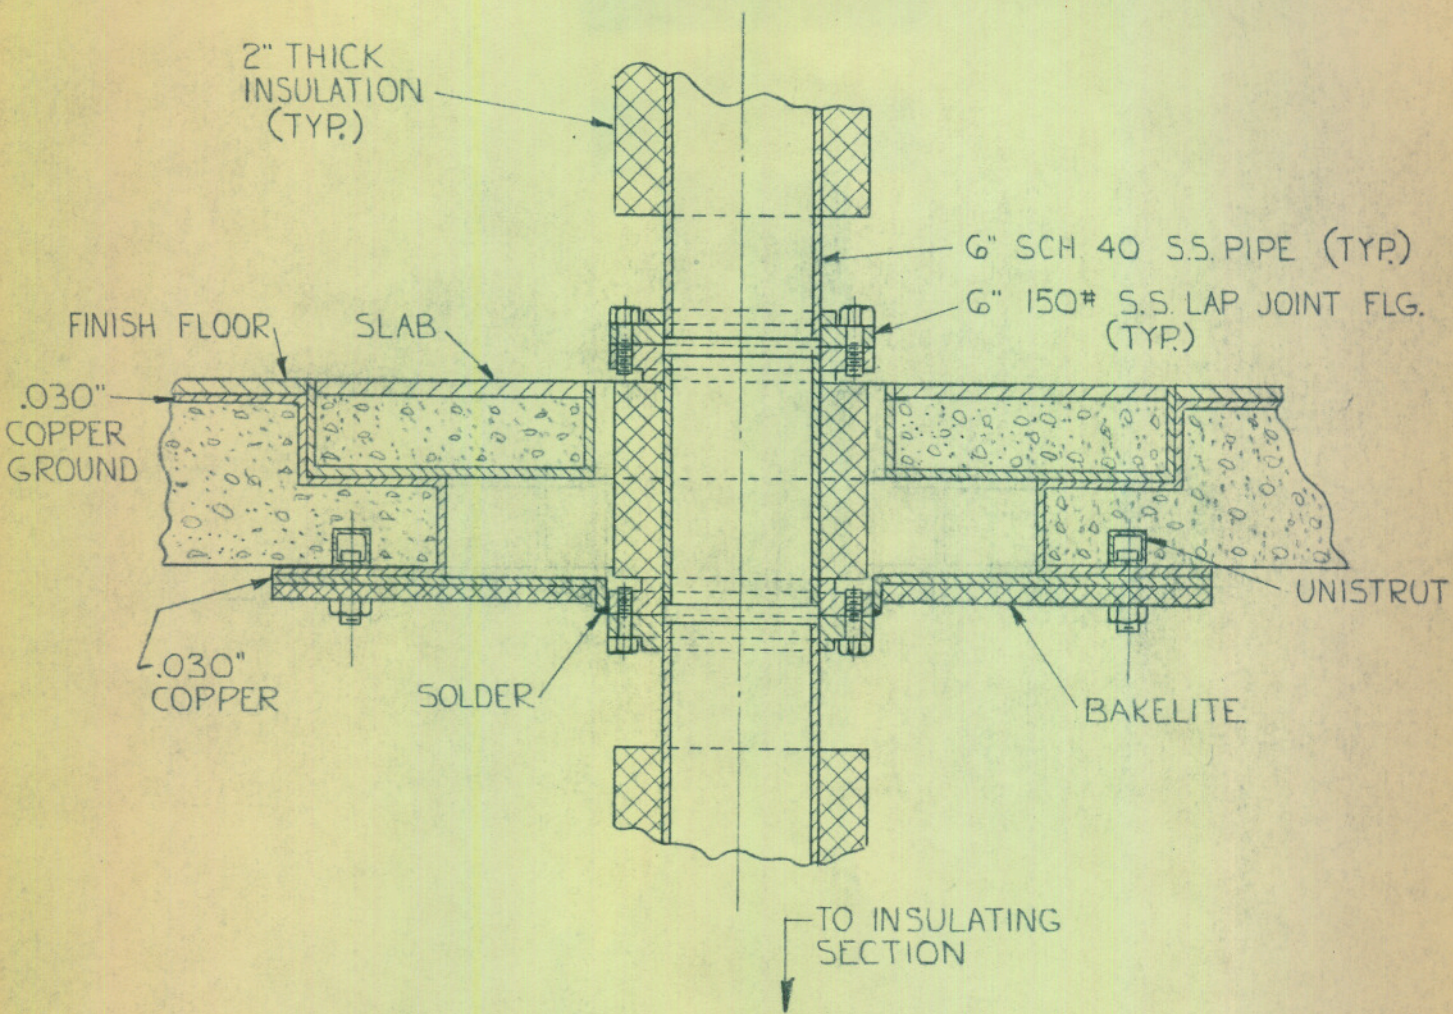 2" THICK
INSULATION
(TYP.)
6" SCH. 40 S.S. PIPE (TYP.)
6" 150# S.S. LAP JOINT FLG.
(TYP.)
FINISH FLOOR
SLAB
.030"
COPPER
GROUND
UNISTRUT
.030"
COPPER
SOLDER
BAKELITE
TO INSULATING
SECTION